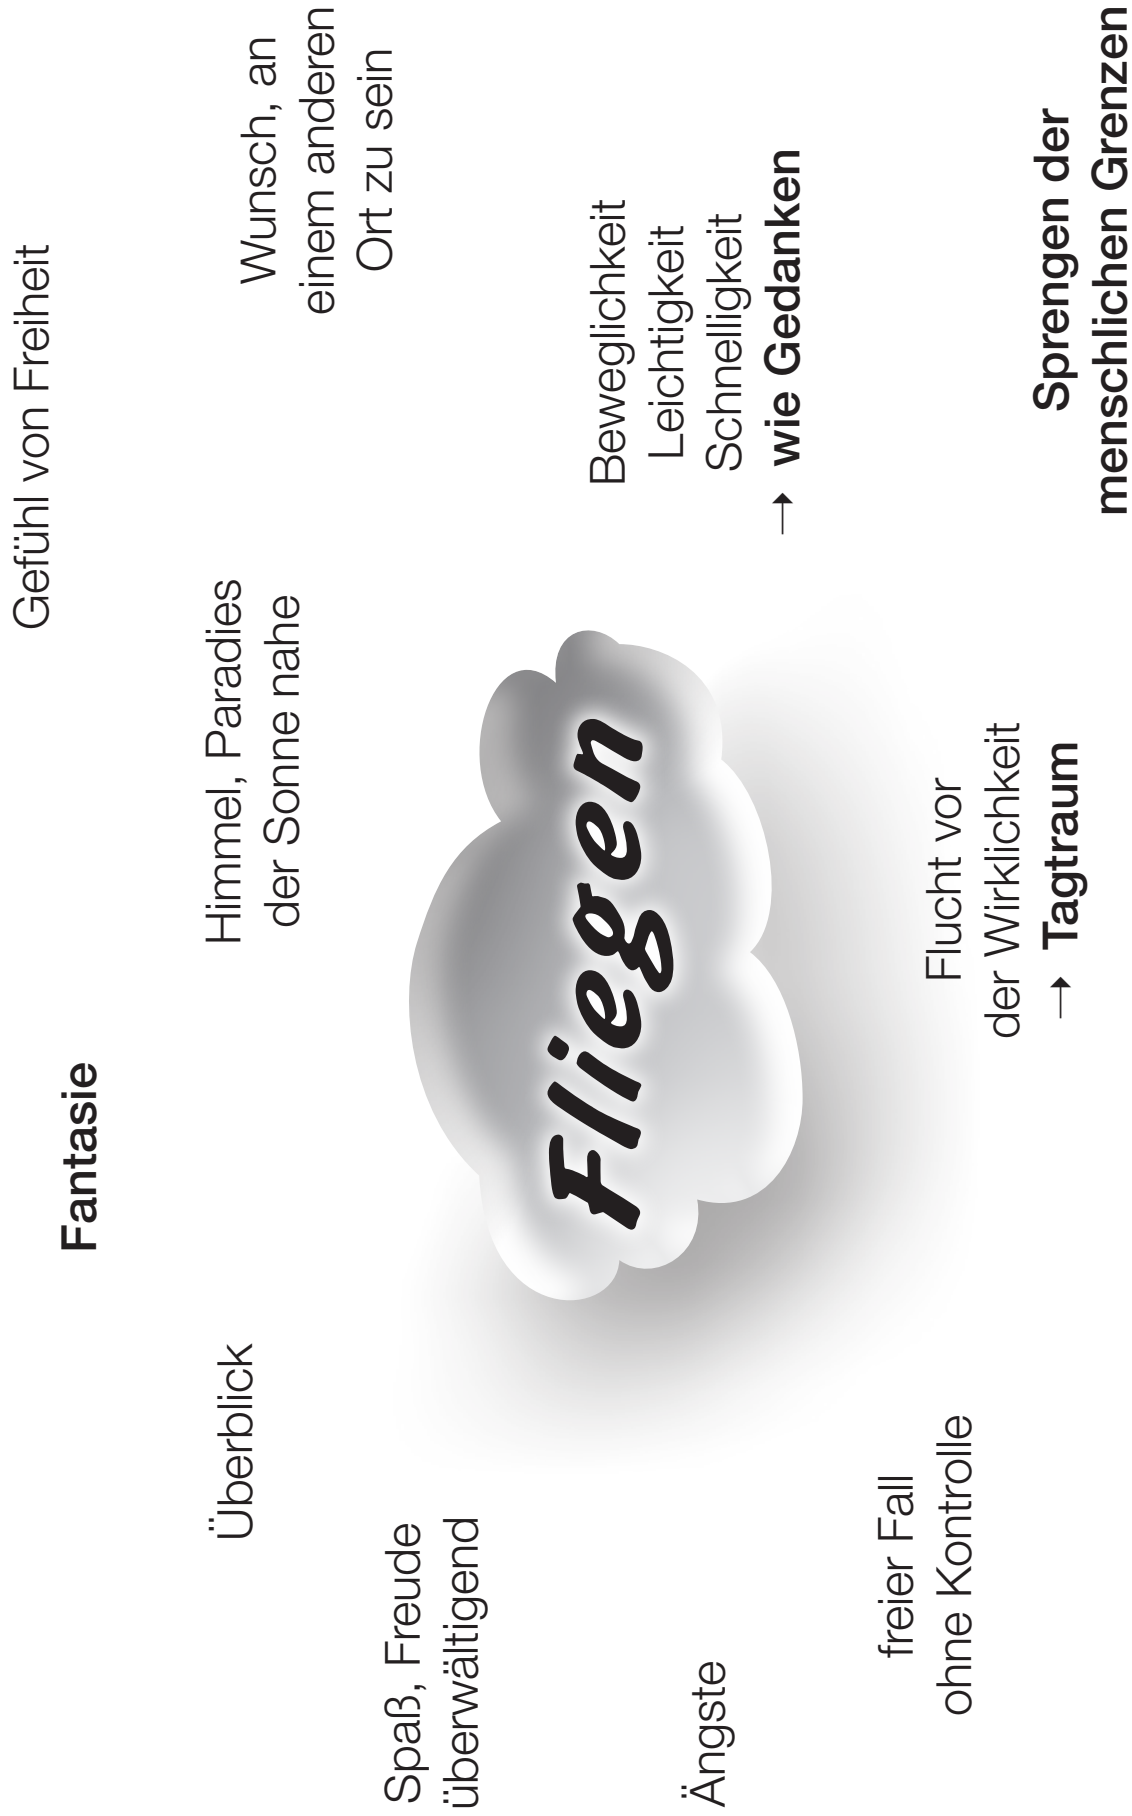 Gefühl von Freiheit
Fantasie
Himmel, Paradies
der Sonne nahe
Wunsch, an
einem anderen
Ort zu sein
Überblick
Spaß, Freude
überwältigend
Fliegen
Beweglichkeit
Leichtigkeit
Schnelligkeit
→ wie Gedanken
Ängste
freier Fall
ohne Kontrolle
Flucht vor
der Wirklichkeit
→ Tagtraum
Sprengen der
menschlichen Grenzen